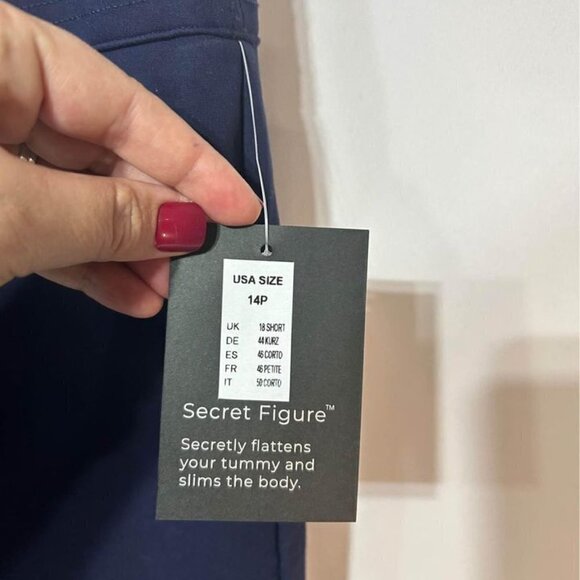 USA SIZE
14P
UK 18 SHORT
DE 44 KURZ
ES 46 CORTO
FR 46 PETITE
IT 50 CORTO
Secret Figure™
Secretly flattens
your tummy and
slims the body.